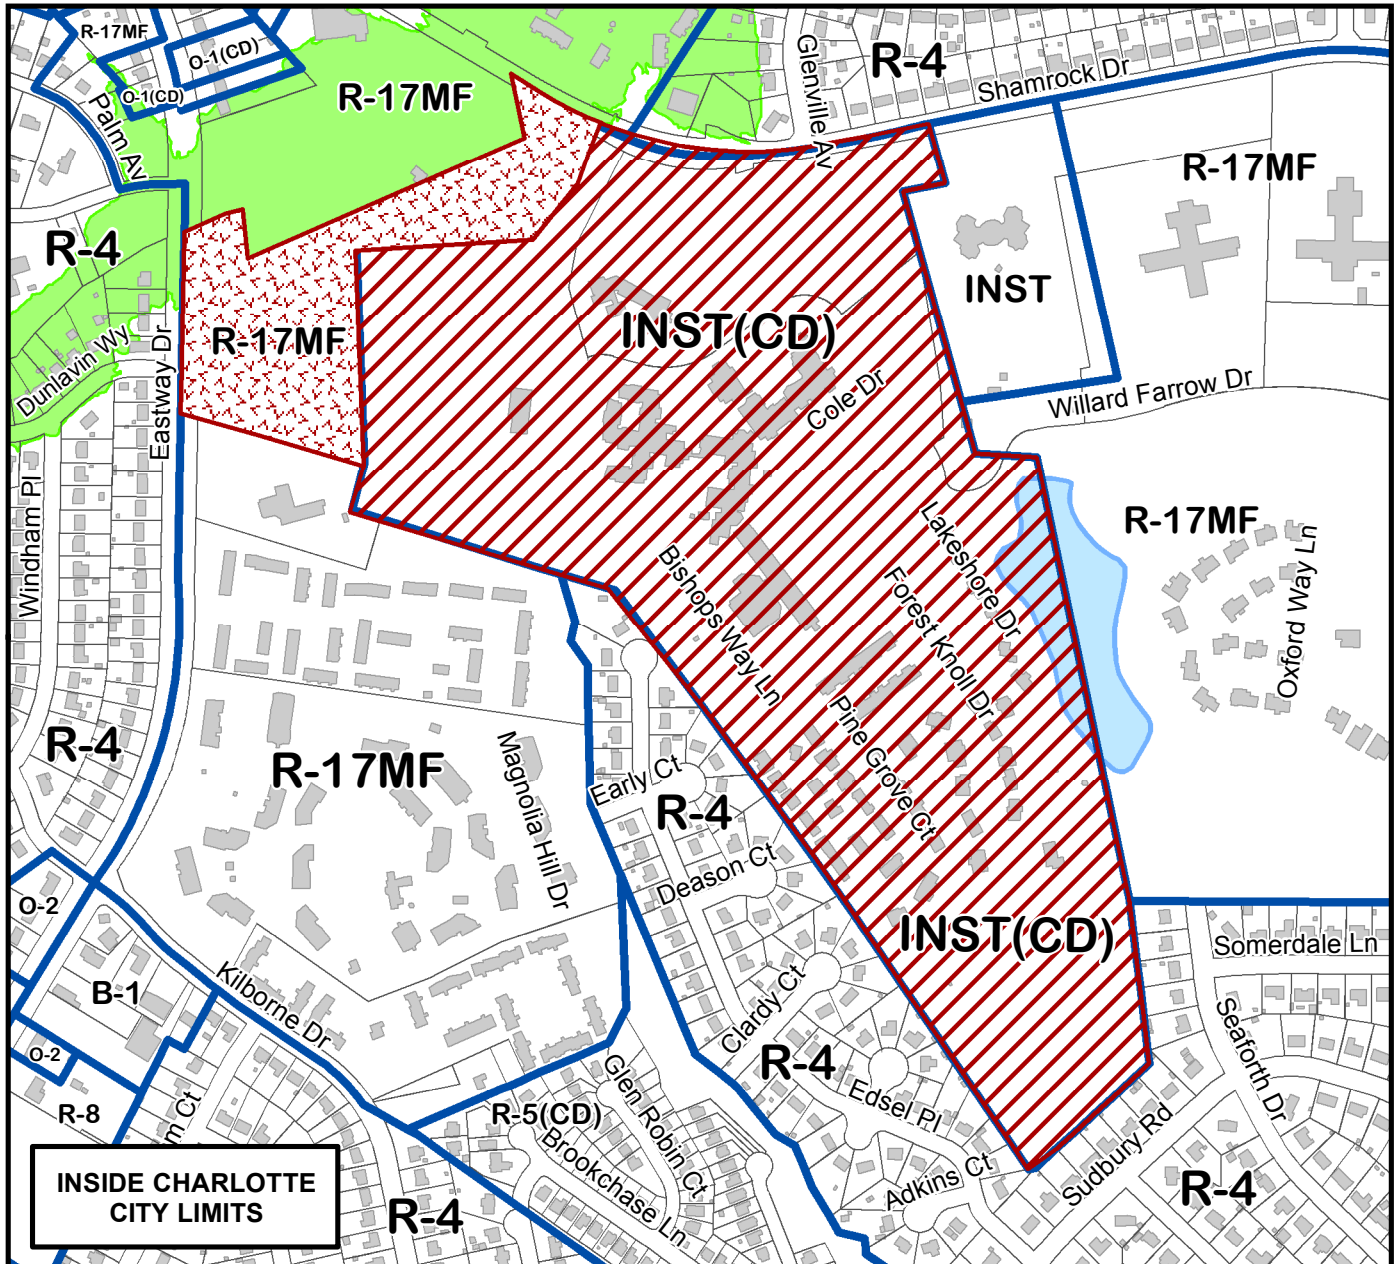 R-17MF
O-1(CD)
O-1(CD)
R-17MF
R-4
Glenville Av
Shamrock Dr
Palm Av
R-17MF
R-4
INST
R-17MF
INST(CD)
Dunlavin Wy
Eastway Dr
Cole Dr
Willard Farrow Dr
Windham Pl
R-17MF
Lakeshore Dr
Bishops Way Ln
Forest Knoll Dr
Oxford Way Ln
R-4
R-17MF
Magnolia Hill Dr
Early Ct
R-4
Pine Grove Ct
Deason Ct
O-2
INST(CD)
Somerdale Ln
B-1
Kilborne Dr
Clardy Ct
Seaforth Dr
O-2
R-4
Edsel Pl
R-8
m Ct
R-5(CD)
Glen Robin Ct
Brookchase Ln
Adkins Ct
Sudbury Rd
R-4
R-4
INSIDE CHARLOTTE
CITY LIMITS